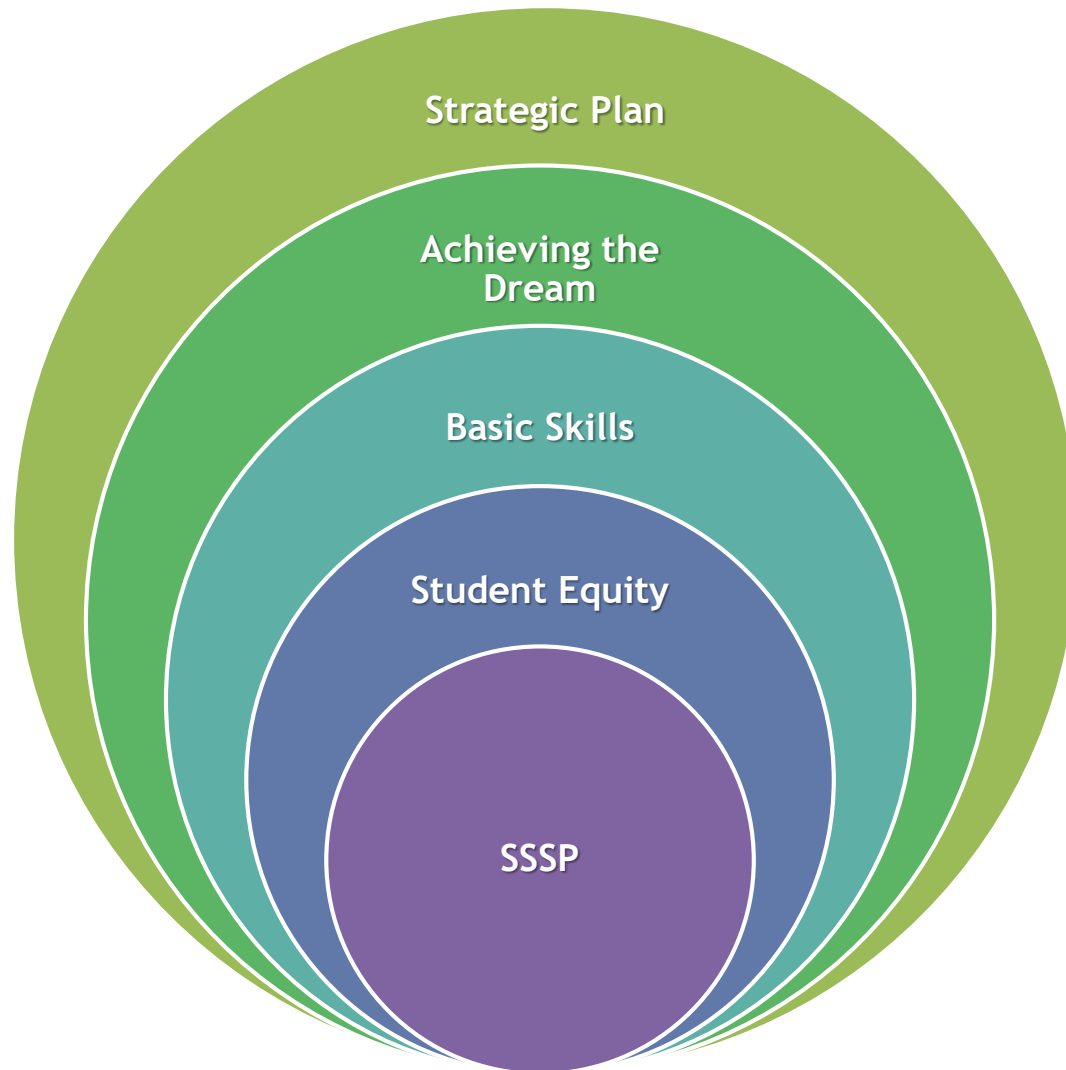 Strategic Plan
Achieving the
Dream
Basic Skills
Student Equity
SSSP